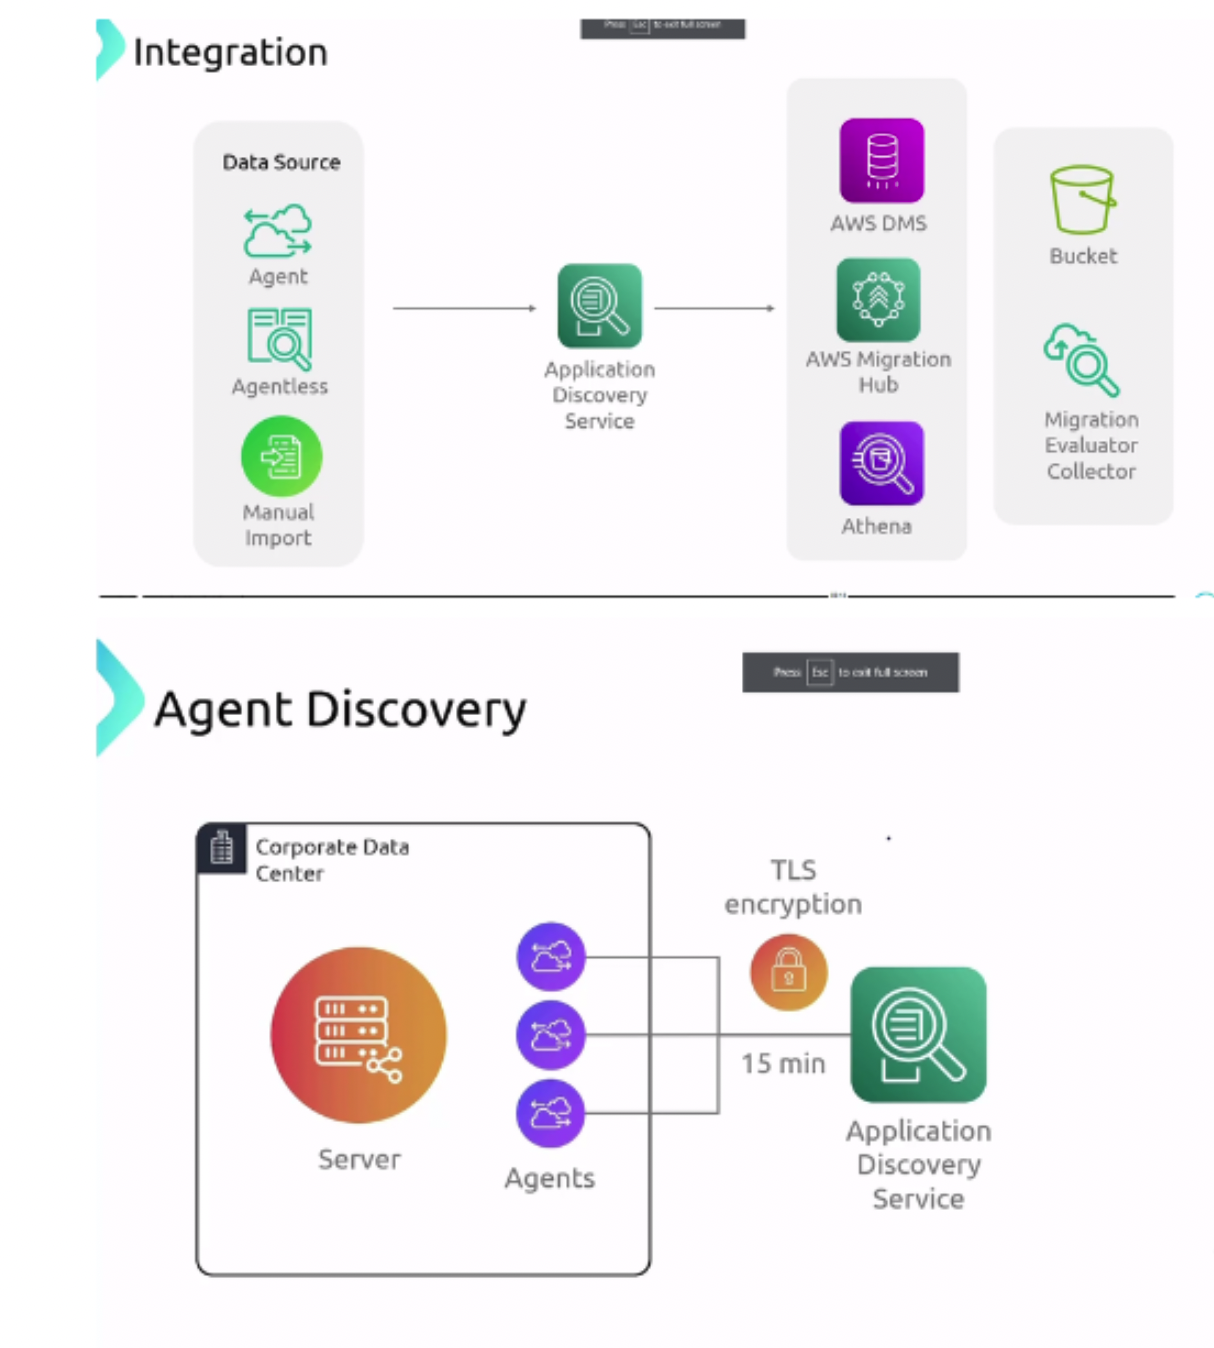 Press Esc to exit full screen
Integration
Data Source
Agent
Agentless
Manual
Import
Application
Discovery
Service
AWS DMS
AWS Migration
Hub
Athena
Bucket
Migration
Evaluator
Collector
Press Esc to exit full screen
Agent Discovery
Corporate Data
Center
Server
Agents
TLS
encryption
15 min
Application
Discovery
Service